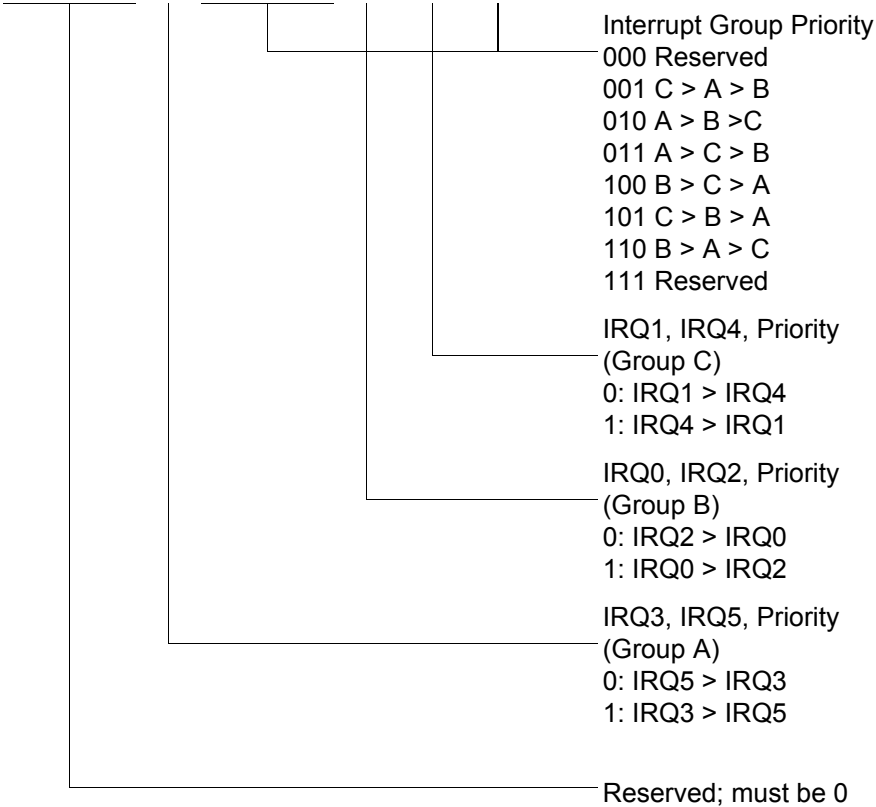 Interrupt Group Priority
000 Reserved
001 C > A > B
010 A > B >C
011 A > C > B
100 B > C > A
101 C > B > A
110 B > A > C
111 Reserved
IRQ1, IRQ4, Priority
(Group C)
0: IRQ1 > IRQ4
1: IRQ4 > IRQ1
IRQ0, IRQ2, Priority
(Group B)
0: IRQ2 > IRQ0
1: IRQ0 > IRQ2
IRQ3, IRQ5, Priority
(Group A)
0: IRQ5 > IRQ3
1: IRQ3 > IRQ5
Reserved; must be 0